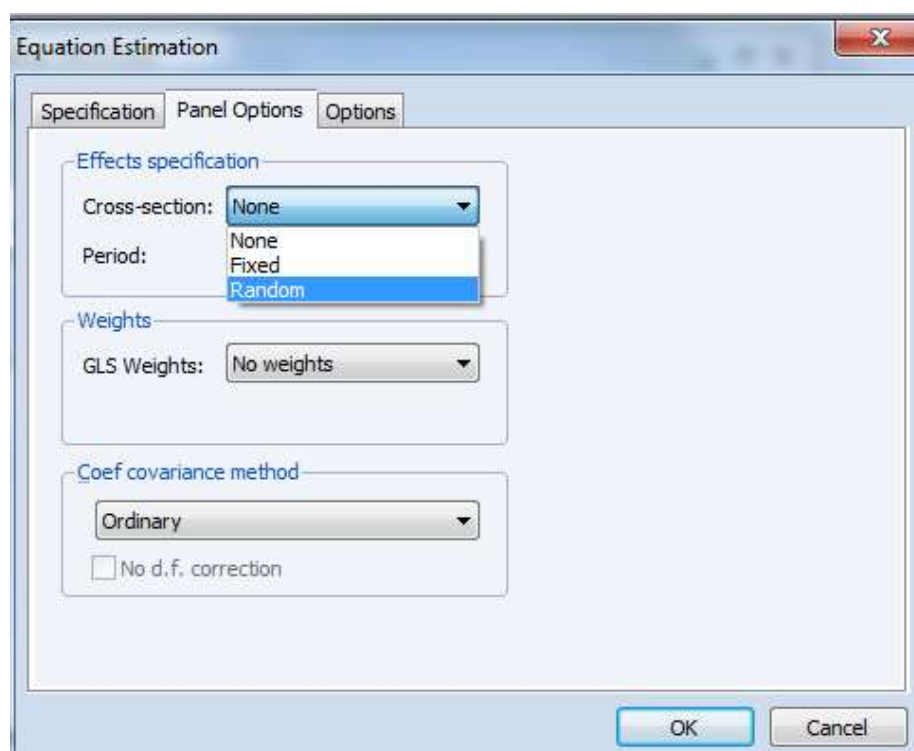 Equation Estimation
Specification Panel Options Options
Effects specification
Cross-section: None
None
Period:
Fixed
Random
Weights
GLS Weights: No weights
Coef covariance method
Ordinary
No d.f. correction
OK Cancel